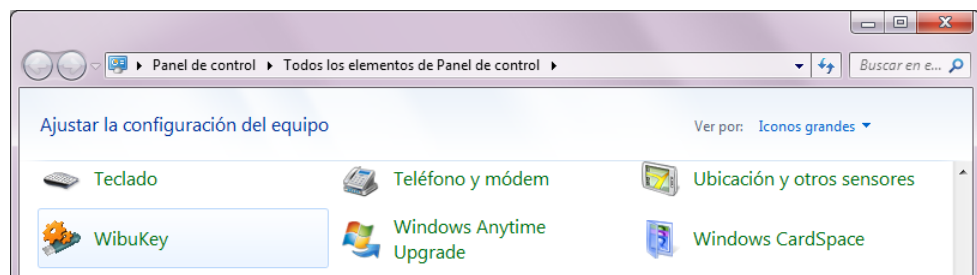 Panel de control Todos los elementos de Panel de control Buscar en e...
Ajustar la configuración del equipo Ver por: Iconos grandes
Teclado Teléfono y módem Ubicación y otros sensores
WibuKey Windows Anytime Upgrade Windows CardSpace